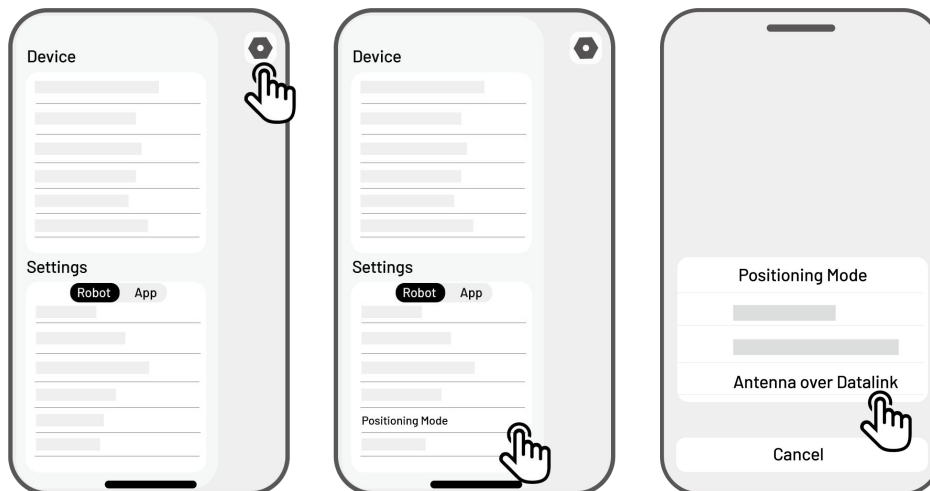 Device
Settings
Robot App
Device
Settings
Robot App
Positioning Mode
Positioning Mode
Antenna over Datalink
Cancel